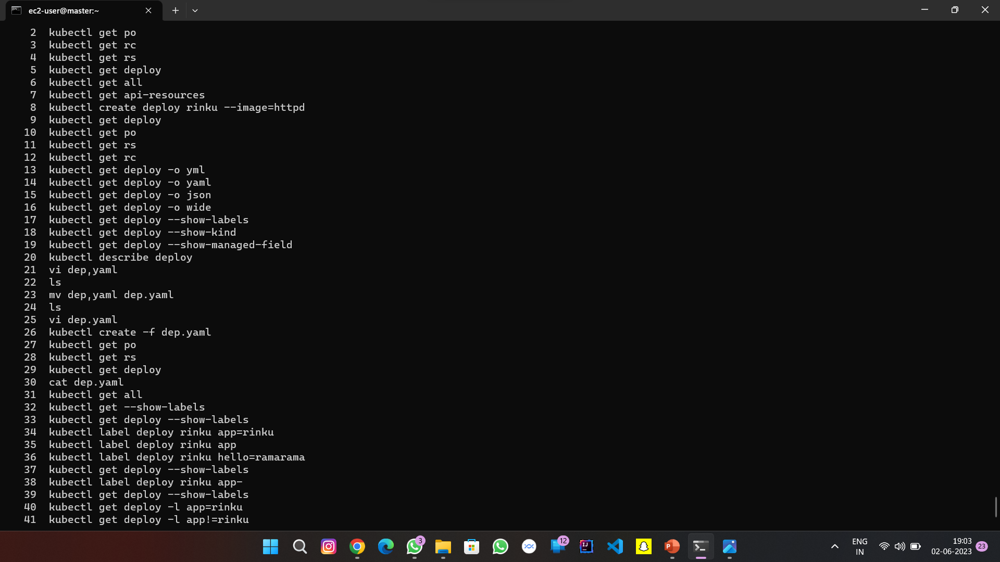 ec2-user@master:~
2 kubectl get po
3 kubectl get rc
4 kubectl get rs
5 kubectl get deploy
6 kubectl get all
7 kubectl get api-resources
8 kubectl create deploy rinku --image=httpd
9 kubectl get deploy
10 kubectl get po
11 kubectl get rs
12 kubectl get rc
13 kubectl get deploy -o yml
14 kubectl get deploy -o yaml
15 kubectl get deploy -o json
16 kubectl get deploy -o wide
17 kubectl get deploy --show-labels
18 kubectl get deploy --show-kind
19 kubectl get deploy --show-managed-field
20 kubectl describe deploy
21 vi dep,yaml
22 ls
23 mv dep,yaml dep.yaml
24 ls
25 vi dep.yaml
26 kubectl create -f dep.yaml
27 kubectl get po
28 kubectl get rs
29 kubectl get deploy
30 cat dep.yaml
31 kubectl get all
32 kubectl get --show-labels
33 kubectl get deploy --show-labels
34 kubectl label deploy rinku app=rinku
35 kubectl label deploy rinku app
36 kubectl label deploy rinku hello=ramarama
37 kubectl get deploy --show-labels
38 kubectl label deploy rinku app-
39 kubectl get deploy --show-labels
40 kubectl get deploy -l app=rinku
41 kubectl get deploy -l app!=rinku
3
12
IJ
P
ENG
IN
19:03
02-06-2023
23